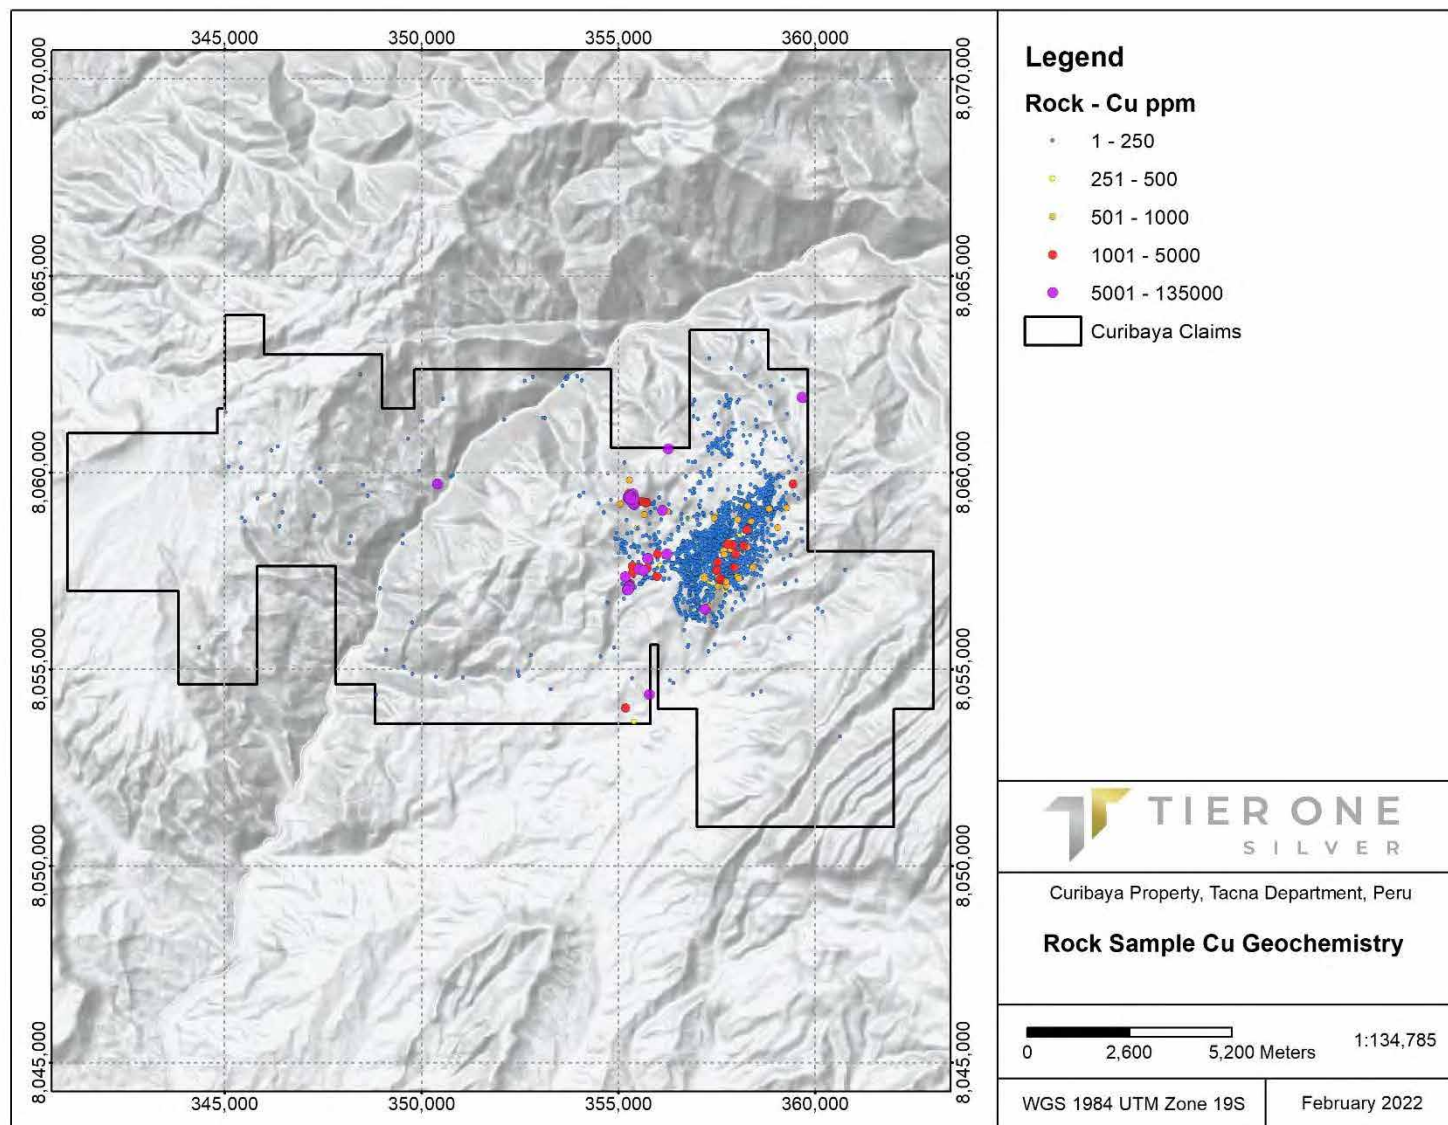 345,000 350,000 355,000 360,000
8,070,000 8,070,000
8,065,000 8,065,000
8,060,000 8,060,000
8,055,000 8,055,000
8,050,000 8,050,000
8,045,000 8,045,000
345,000 350,000 355,000 360,000
Legend
Rock - Cu ppm
1 - 250
251 - 500
501 - 1000
1001 - 5000
5001 - 135000
Curibaya Claims
TIER ONE
SILVER
Curibaya Property, Tacna Department, Peru
Rock Sample Cu Geochemistry
0 2,600 5,200 Meters
1:134,785
WGS 1984 UTM Zone 19S
February 2022